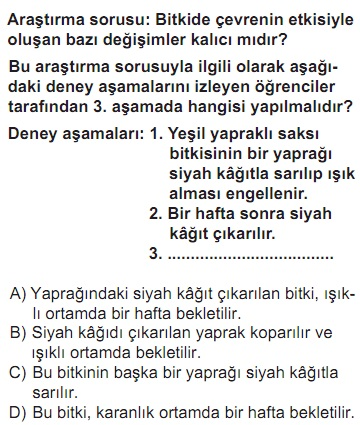 Araştırma sorusu: Bitkide çevrenin etkisiyle
oluşan bazı değişimler kalıcı mıdır?
Bu araştırma sorusuyla ilgili olarak aşağı-
daki deney aşamalarını izleyen öğrenciler
tarafından 3. aşamada hangisi yapılmalıdır?
Deney aşamaları: 1. Yeşil yapraklı saksı
bitkisinin bir yaprağı
siyah kâğıtla sarılıp ışık
alması engellenir.
2. Bir hafta sonra siyah
kâğıt çıkarılır.
3. ....................................
A) Yaprağındaki siyah kâğıt çıkarılan bitki, ışık-
lı ortamda bir hafta bekletilir.
B) Siyah kâğıdı çıkarılan yaprak koparılır ve
ışıklı ortamda bekletilir.
C) Bu bitkinin başka bir yaprağı siyah kâğıtla
sarılır.
D) Bu bitki, karanlık ortamda bir hafta bekletilir.